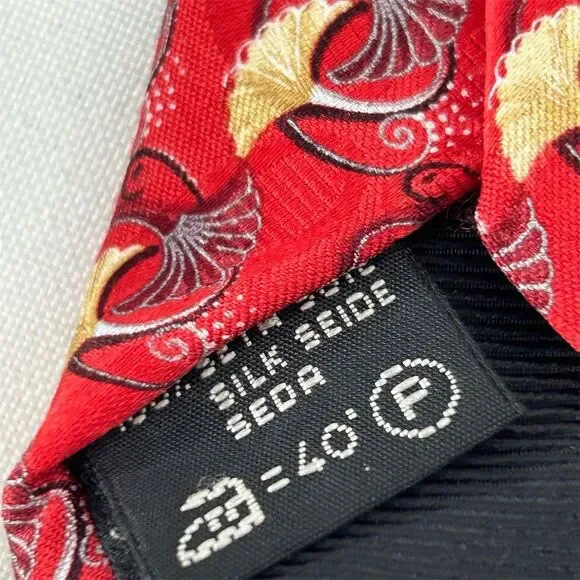 SILK SEIDE
SEDA
= 40' F